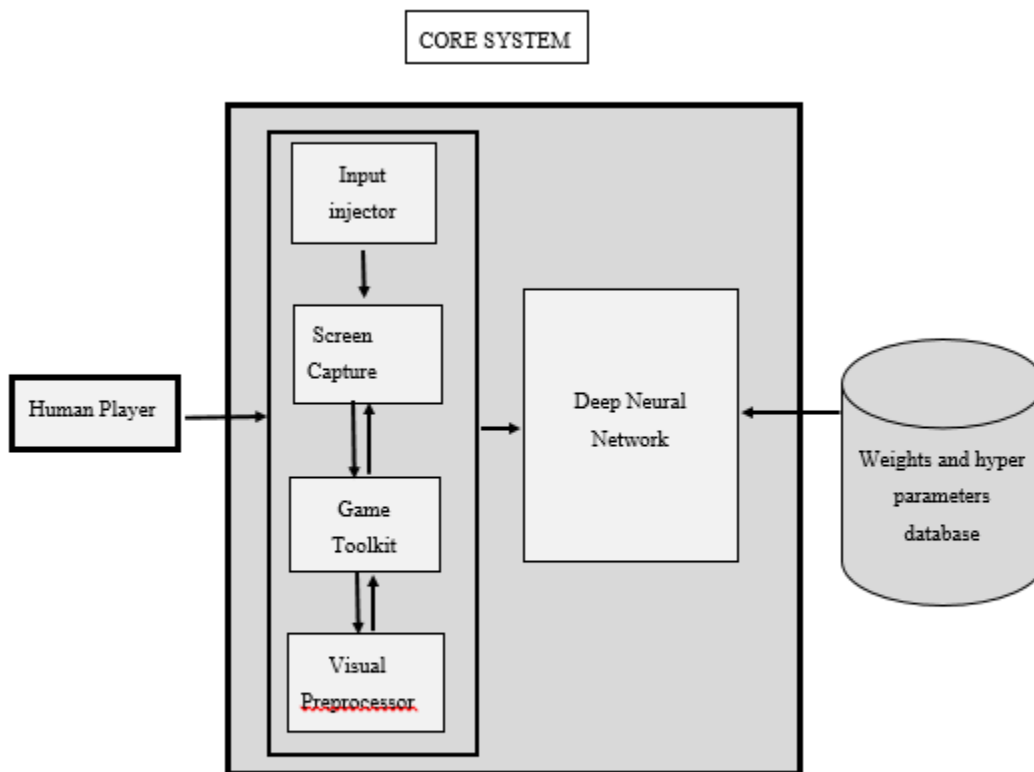 CORE SYSTEM
Input
injector
Screen
Capture
Human Player
Deep Neural
Network
Weights and hyper
parameters
database
Game
Toolkit
Visual
Preprocessor